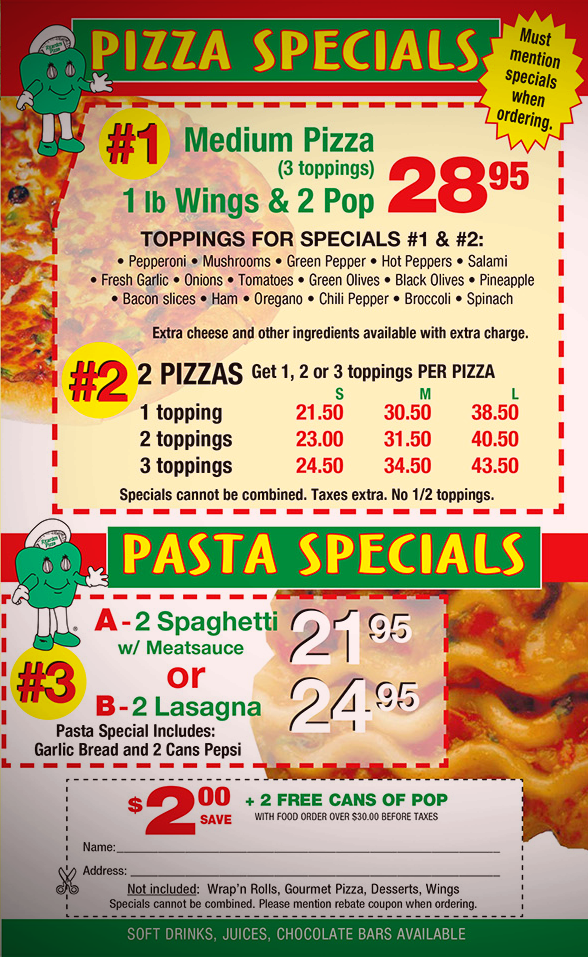 PIZZA SPECIALS
Must
mention
specials
when
ordering.
#1
Medium Pizza
(3 toppings)
1 lb Wings & 2 Pop
28 95
TOPPINGS FOR SPECIALS #1 & #2:
• Pepperoni • Mushrooms • Green Pepper • Hot Peppers • Salami
• Fresh Garlic • Onions • Tomatoes • Green Olives • Black Olives • Pineapple
• Bacon slices • Ham • Oregano • Chili Pepper • Broccoli • Spinach
Extra cheese and other ingredients available with extra charge.
#2
2 PIZZAS Get 1, 2 or 3 toppings PER PIZZA
S M L
1 topping 21.50 30.50 38.50
2 toppings 23.00 31.50 40.50
3 toppings 24.50 34.50 43.50
Specials cannot be combined. Taxes extra. No 1/2 toppings.
PASTA SPECIALS
#3
A - 2 Spaghetti 21 95
w/ Meatsauce
or
B - 2 Lasagna 24 95
Pasta Special Includes:
Garlic Bread and 2 Cans Pepsi
$2 00 SAVE
+ 2 FREE CANS OF POP
WITH FOOD ORDER OVER $30.00 BEFORE TAXES
Name:
Address:
Not included: Wrap'n Rolls, Gourmet Pizza, Desserts, Wings
Specials cannot be combined. Please mention rebate coupon when ordering.
SOFT DRINKS, JUICES, CHOCOLATE BARS AVAILABLE